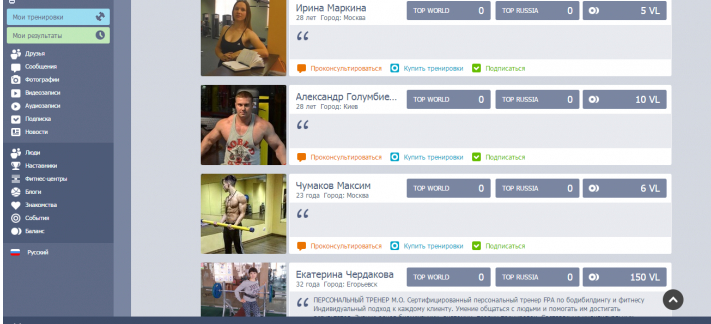 Мои тренировки
Мои результаты
Друзья
Сообщения
Фотографии
Видеозаписи
Аудиозаписи
Подписка
Новости
Люди
Наставники
Фитнес-центры
Блоги
Знакомства
События
Баланс
Русский
Ирина Маркина
28 лет Город: Москва
TOP WORLD 0
TOP RUSSIA 0
5 VL
Проконсультироваться Купить тренировки Подписаться
Александр Голумбие...
28 лет Город: Киев
TOP WORLD 0
TOP RUSSIA 0
10 VL
Проконсультироваться Купить тренировки Подписаться
Чумаков Максим
23 года Город: Москва
TOP WORLD 0
TOP RUSSIA 0
6 VL
Проконсультироваться Купить тренировки Подписаться
Екатерина Чердакова
32 года Город: Егорьевск
TOP WORLD 0
TOP RUSSIA 0
150 VL
ПЕРСОНАЛЬНЫЙ ТРЕНЕР М.О. Сертифицированный персональный тренер FPA по бодибилдингу и фитнесу
Индивидуальный подход к каждому клиенту. Умение общаться с людьми и помогать им достигать